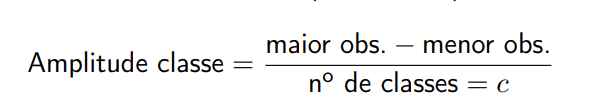 Amplitude classe = maior obs. − menor obs.
nº de classes = c